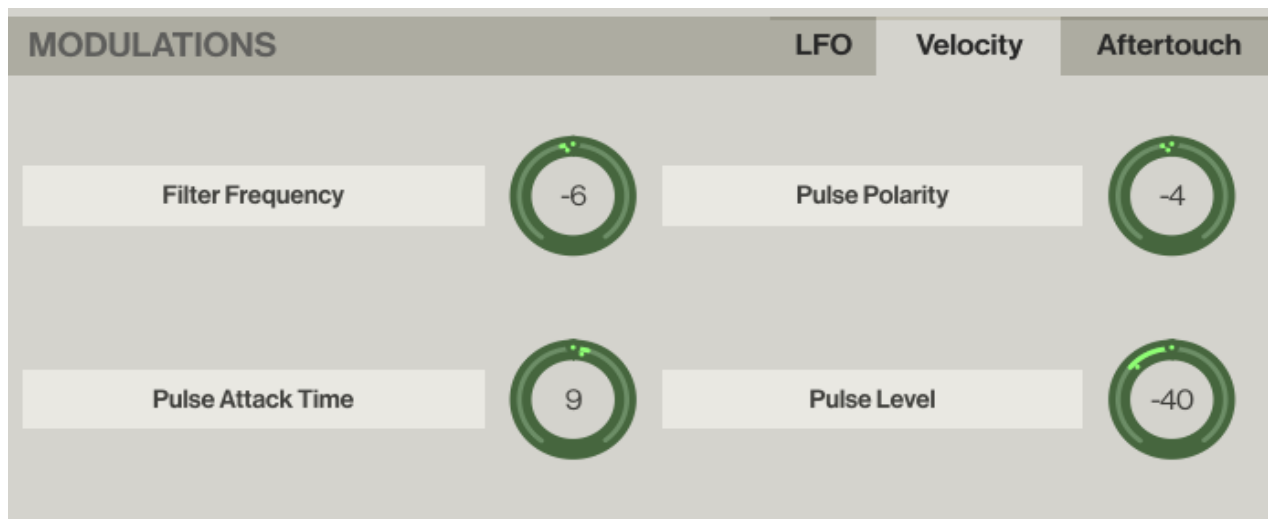 MODULATIONS LFO Velocity Aftertouch
Filter Frequency -6 Pulse Polarity -4
Pulse Attack Time 9 Pulse Level -40